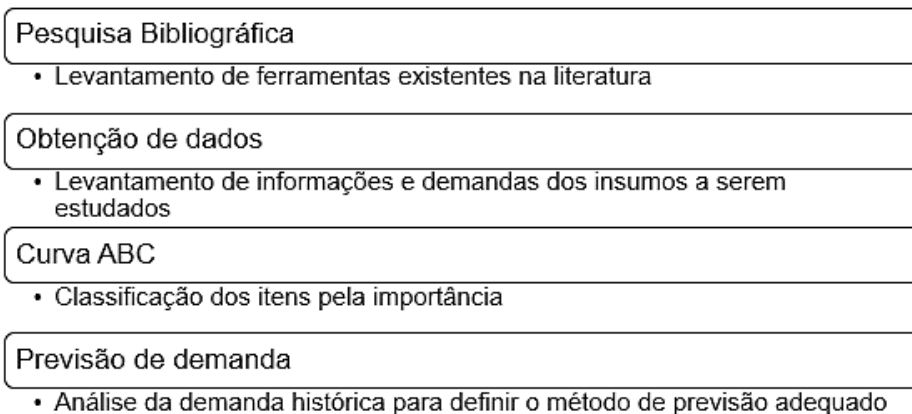 Pesquisa Bibliográfica
• Levantamento de ferramentas existentes na literatura
Obtenção de dados
• Levantamento de informações e demandas dos insumos a serem
estudados
Curva ABC
• Classificação dos itens pela importância
Previsão de demanda
• Análise da demanda histórica para definir o método de previsão adequado